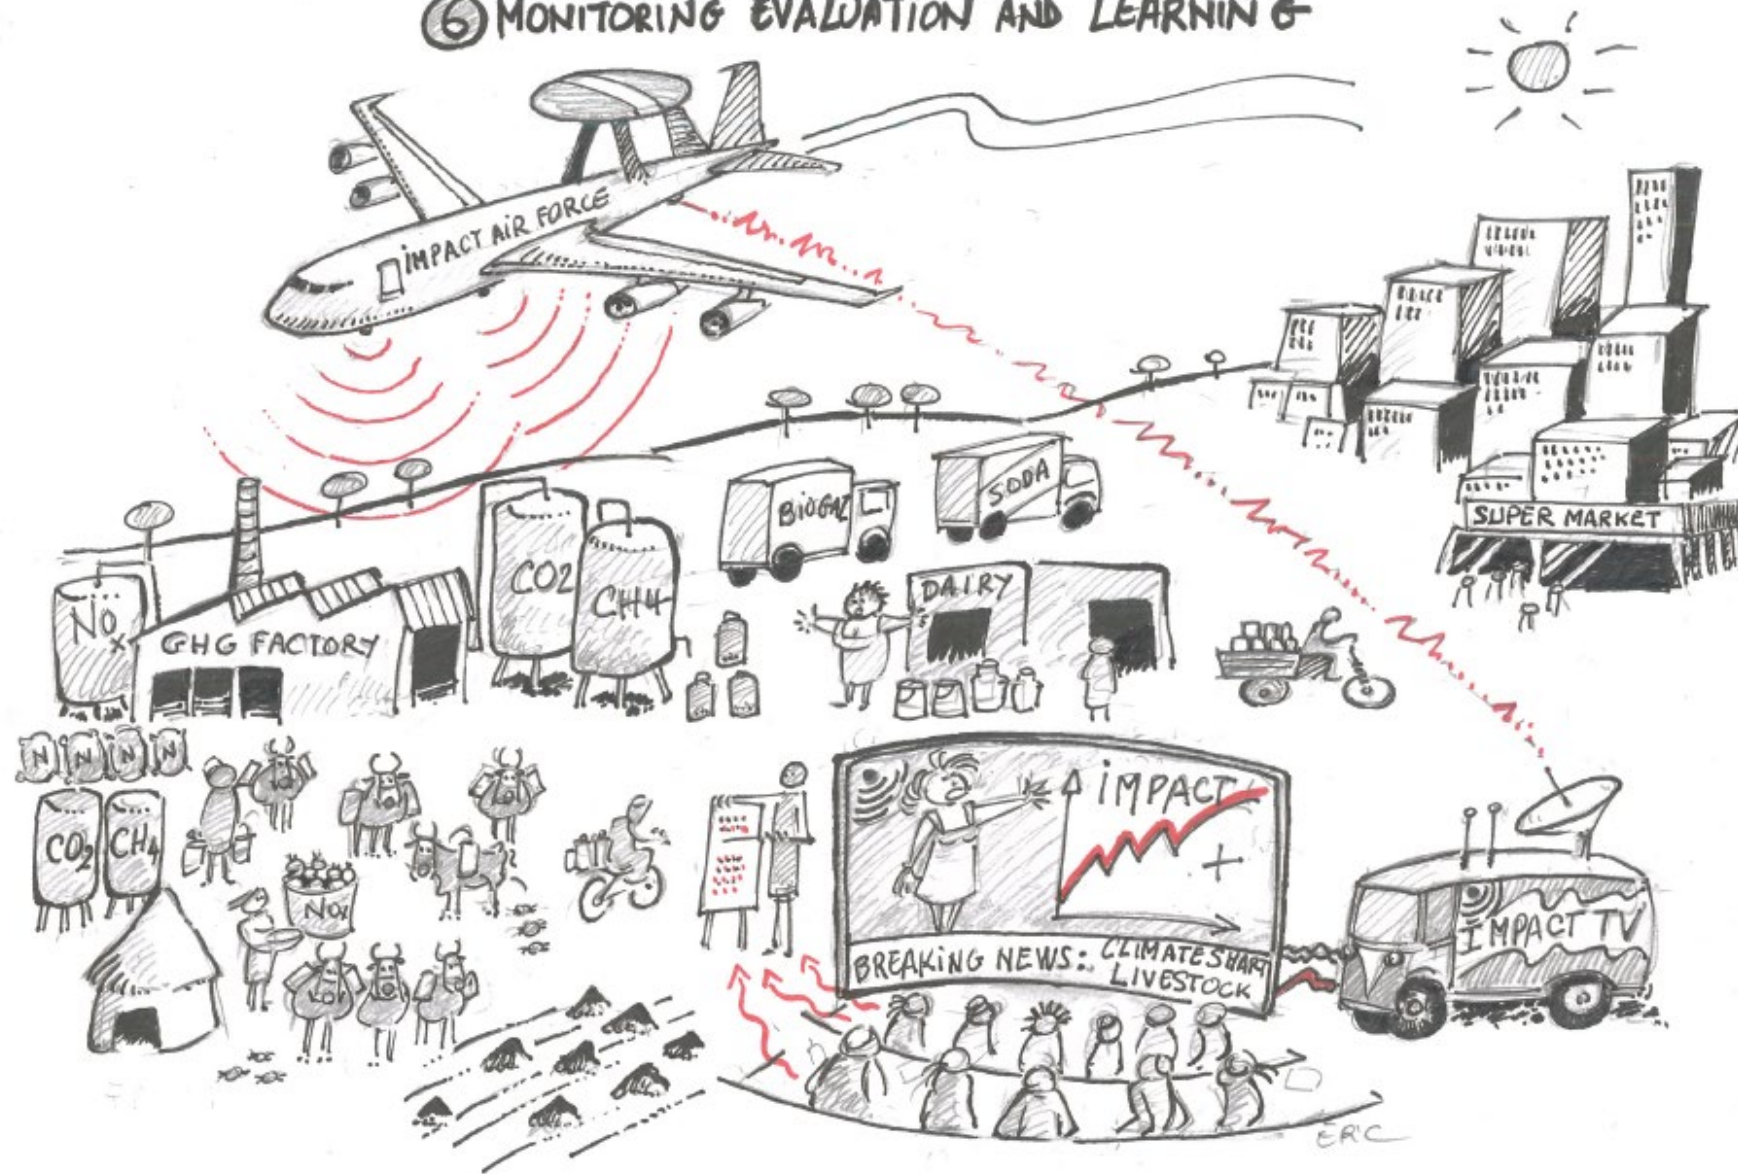 6 MONITORING EVALUATION AND LEARNING
IMPACT AIR FORCE
BIOGAZ
SODA
SUPER MARKET
NOx
GHG FACTORY
CO2
CH4
DAIRY
N N N N
CO2
CH4
NOx
IMPACT
+
BREAKING NEWS: CLIMATE SMART
LIVESTOCK
IMPACT TV
ERIC